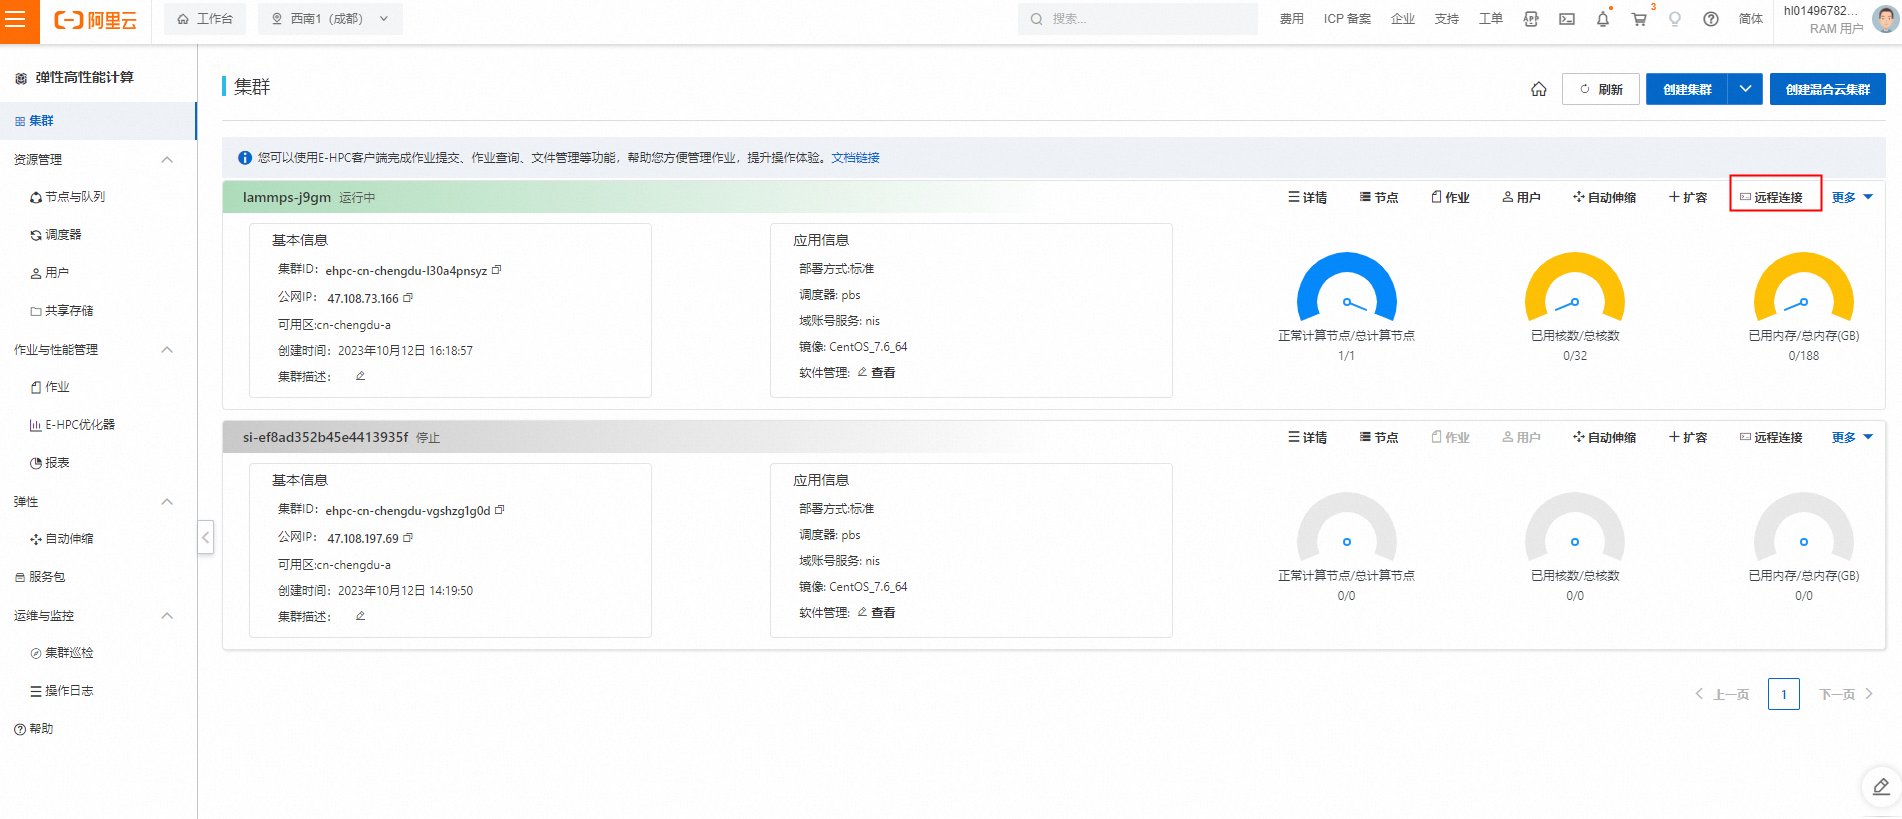 阿里云
工作台
西南1（成都）
搜索...
费用
ICP 备案
企业
支持
工单
3
简体
hl01496782...
RAM 用户
弹性高性能计算
集群
资源管理
节点与队列
调度器
用户
共享存储
作业与性能管理
作业
E-HPC优化器
报表
弹性
自动伸缩
服务包
运维与监控
集群巡检
操作日志
帮助
集群
刷新
创建集群
创建混合云集群
您可以使用E-HPC客户端完成作业提交、作业查询、文件管理等功能，帮助您方便管理作业，提升操作体验。文档链接
lammps-j9gm 运行中
详情 节点 作业 用户 自动伸缩 扩容 远程连接 更多
基本信息
集群ID： ehpc-cn-chengdu-l30a4pnsyz
公网IP： 47.108.73.166
可用区:cn-chengdu-a
创建时间： 2023年10月12日 16:18:57
集群描述：
应用信息
部署方式:标准
调度器: pbs
域账号服务: nis
镜像: CentOS_7.6_64
软件管理: 查看
正常计算节点/总计算节点
1/1
已用核数/总核数
0/32
已用内存/总内存(GB)
0/188
si-ef8ad352b45e4413935f 停止
详情 节点 作业 用户 自动伸缩 扩容 远程连接 更多
基本信息
集群ID： ehpc-cn-chengdu-vgshzg1g0d
公网IP： 47.108.197.69
可用区:cn-chengdu-a
创建时间： 2023年10月12日 14:19:50
集群描述：
应用信息
部署方式:标准
调度器: pbs
域账号服务: nis
镜像: CentOS_7.6_64
软件管理: 查看
正常计算节点/总计算节点
0/0
已用核数/总核数
0/0
已用内存/总内存(GB)
0/0
上一页 1 下一页